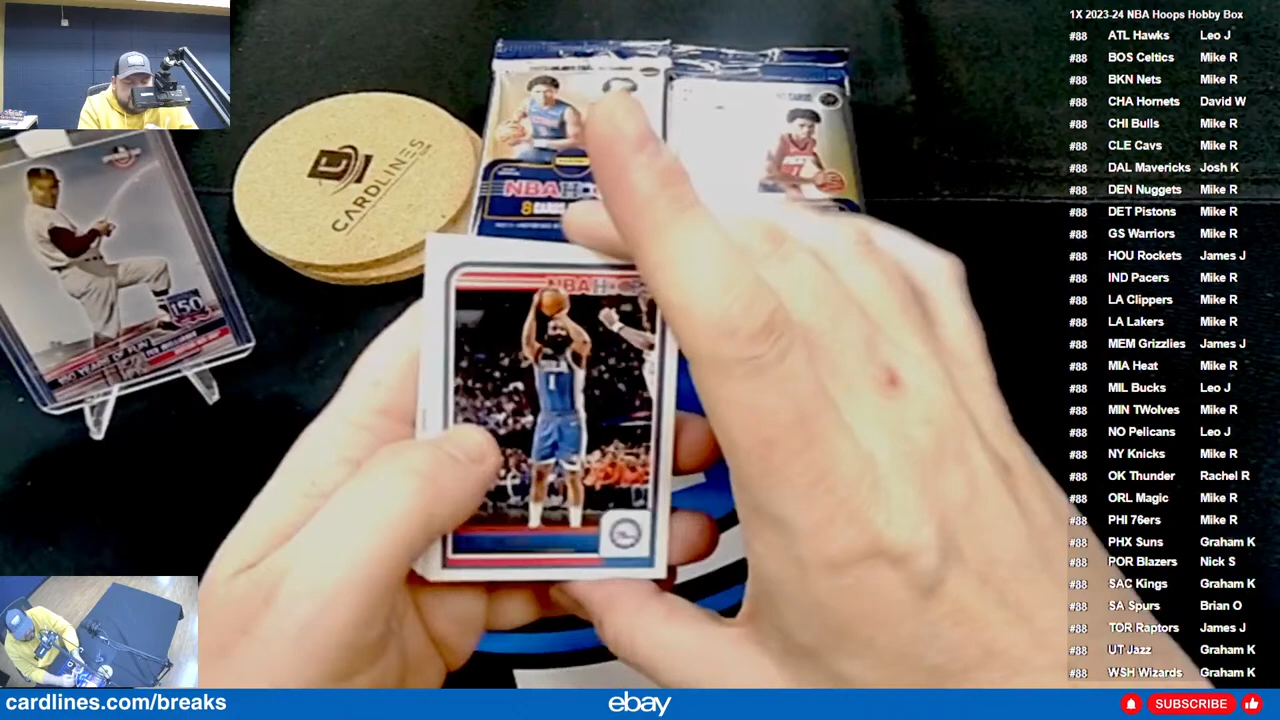 1X 2023-24 NBA Hoops Hobby Box
#88 ATL Hawks Leo J
#88 BOS Celtics Mike R
#88 BKN Nets Mike R
#88 CHA Hornets David W
#88 CHI Bulls Mike R
#88 CLE Cavs Mike R
#88 DAL Mavericks Josh K
#88 DEN Nuggets Mike R
#88 DET Pistons Mike R
#88 GS Warriors Mike R
#88 HOU Rockets James J
#88 IND Pacers Mike R
#88 LA Clippers Mike R
#88 LA Lakers Mike R
#88 MEM Grizzlies James J
#88 MIA Heat Mike R
#88 MIL Bucks Leo J
#88 MIN TWolves Mike R
#88 NO Pelicans Leo J
#88 NY Knicks Mike R
#88 OK Thunder Rachel R
#88 ORL Magic Mike R
#88 PHI 76ers Mike R
#88 PHX Suns Graham K
#88 POR Blazers Nick S
#88 SAC Kings Graham K
#88 SA Spurs Brian O
#88 TOR Raptors James J
#88 UT Jazz Graham K
#88 WSH Wizards Graham K
CARDLINES
.COM
NBA
8 CARDS
NBA
1
150
150 YEARS OF FUN
cardlines.com/breaks
ebay
SUBSCRIBE